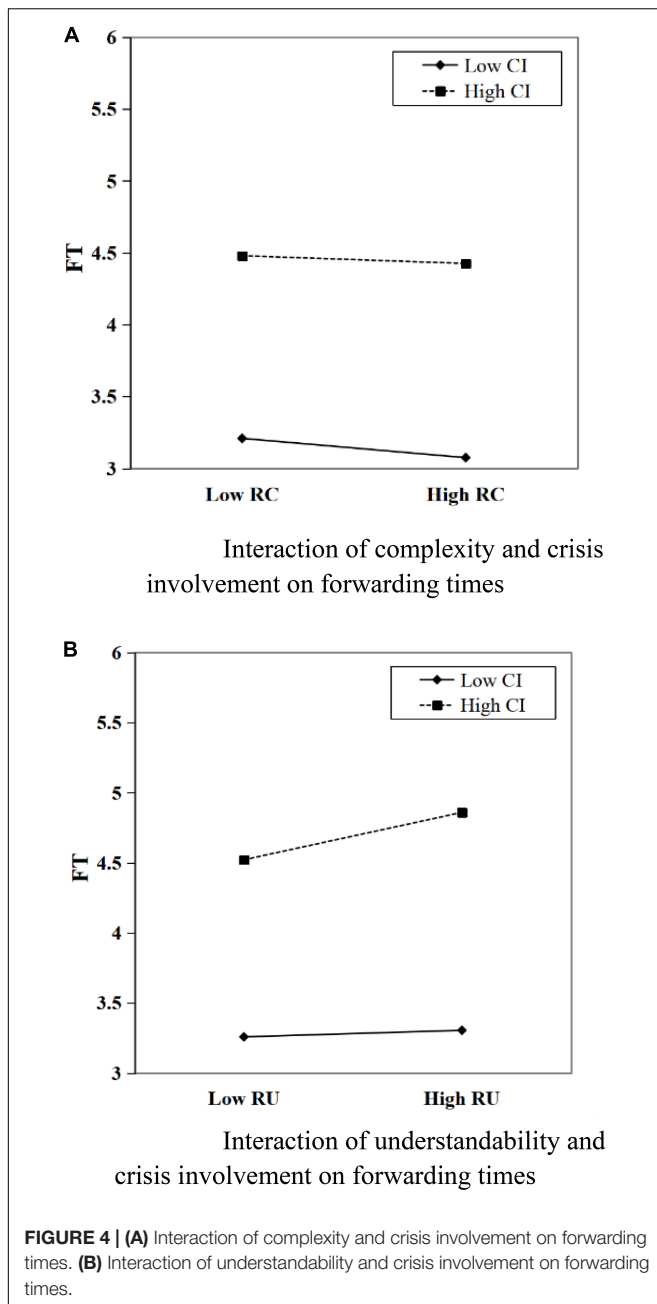 A
6
5.5
5
4.5
4
3.5
3
FT
Low CI
High CI
Low RC
High RC
Interaction of complexity and crisis
involvement on forwarding times
B
6
5.5
5
4.5
4
3.5
3
FT
Low CI
High CI
Low RU
High RU
Interaction of understandability and
crisis involvement on forwarding times
FIGURE 4 | (A) Interaction of complexity and crisis involvement on forwarding
times. (B) Interaction of understandability and crisis involvement on forwarding
times.